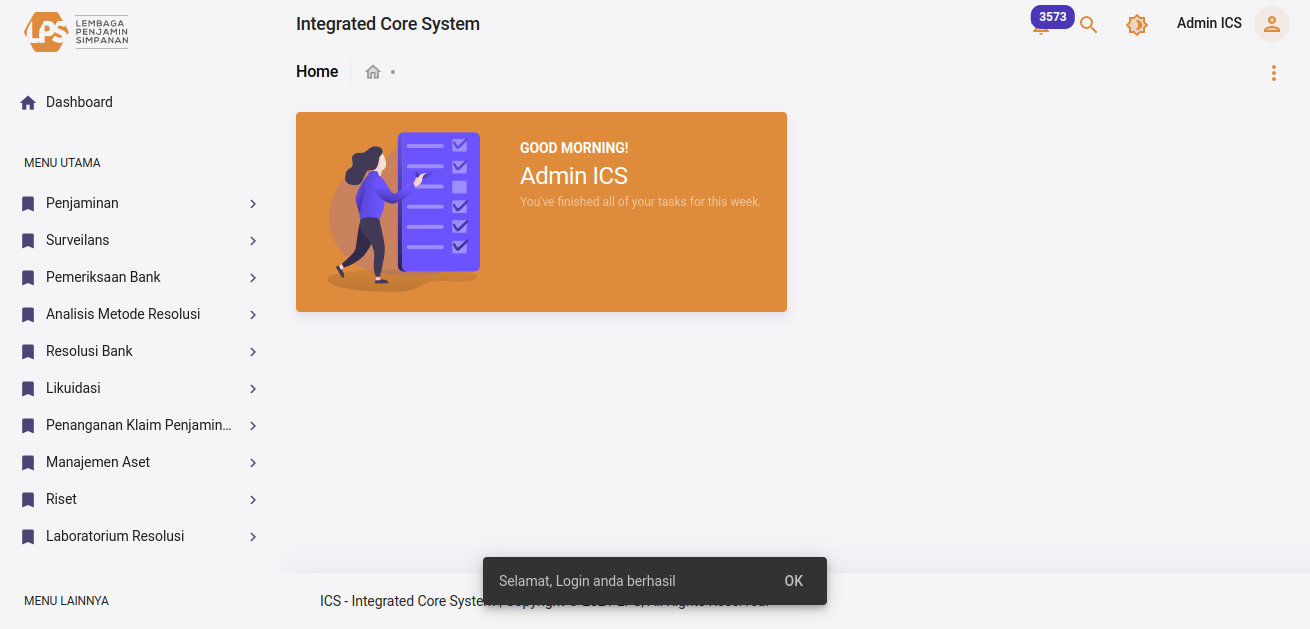 LPS
LEMBAGA
PENJAMIN
SIMPANAN
Integrated Core System
3573
Admin ICS
Home
Dashboard
MENU UTAMA
Penjaminan
Surveilans
Pemeriksaan Bank
Analisis Metode Resolusi
Resolusi Bank
Likuidasi
Penanganan Klaim Penjamin...
Manajemen Aset
Riset
Laboratorium Resolusi
MENU LAINNYA
GOOD MORNING!
Admin ICS
You've finished all of your tasks for this week.
Selamat, Login anda berhasil
OK
ICS - Integrated Core System